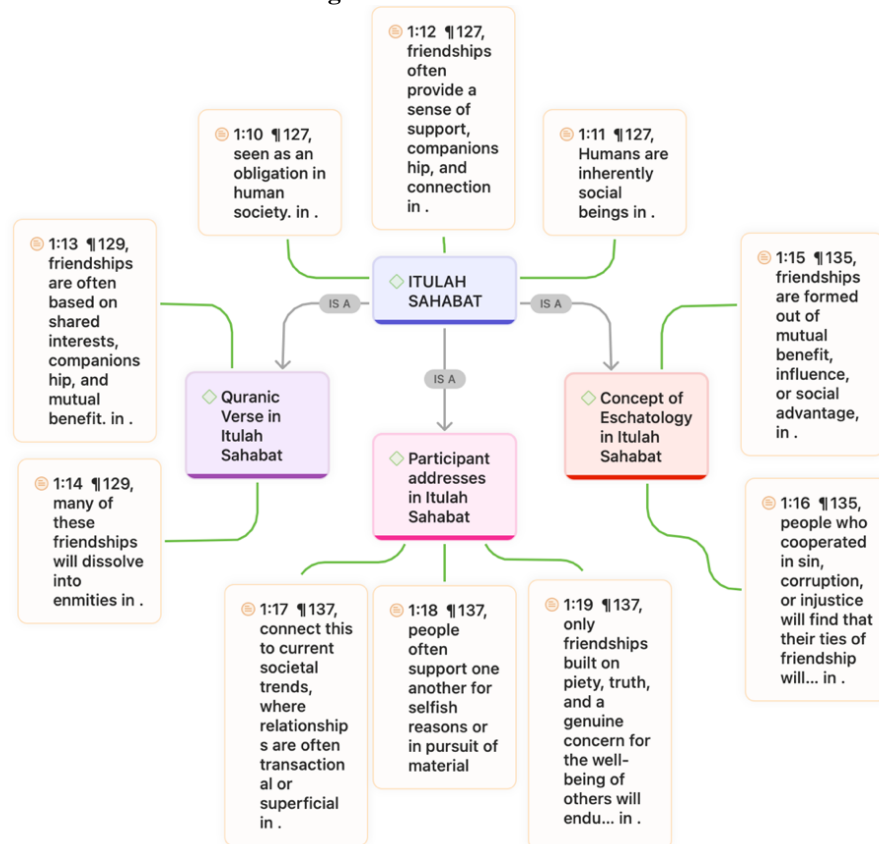 g
1:12 ¶127,
friendships
often
provide a
sense of
support,
companions
hip, and
connection
in .
1:10 ¶127,
seen as an
obligation in
human
society. in .
1:11 ¶127,
Humans are
inherently
social
beings in .
1:13 ¶129,
friendships
are often
based on
shared
interests,
companions
hip, and
mutual
benefit. in .
ITULAH
SAHABAT
IS A
IS A
IS A
1:15 ¶135,
friendships
are formed
out of
mutual
benefit,
influence,
or social
advantage,
in .
Quranic
Verse in
Itulah
Sahabat
Participant
addresses
in Itulah
Sahabat
Concept of
Eschatology
in Itulah
Sahabat
1:14 ¶129,
many of
these
friendships
will dissolve
into
enmities in .
1:16 ¶135,
people who
cooperated
in sin,
corruption,
or injustice
will find that
their ties of
friendship
will... in .
1:17 ¶137,
connect this
to current
societal
trends,
where
relationship
s are often
transaction
al or
superficial
in .
1:18 ¶137,
people
often
support one
another for
selfish
reasons or
in pursuit of
material
1:19 ¶137,
only
friendships
built on
piety, truth,
and a
genuine
concern for
the well-
being of
others will
endu... in .